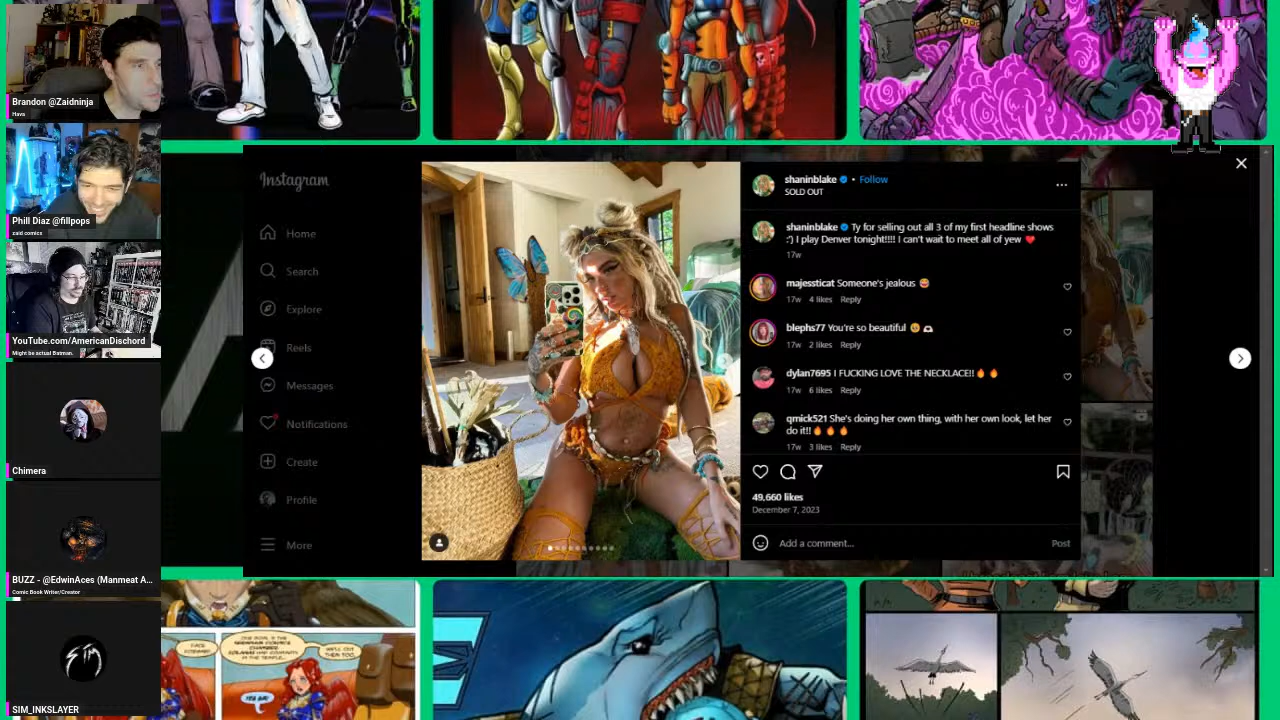 Brandon @Zaidninja
Hava
Phill Diaz @fillpops
zaid comics
YouTube.com/AmericanDischord
Might be actual Batman.
Chimera
BUZZ - @EdwinAces (Manmeat A...
Comic Book Writer/Creator
SIM_INKSLAYER
Instagram
Home
Search
Explore
Reels
Messages
Notifications
Create
Profile
More
shaninblake • Follow
SOLD OUT
shaninblake Ty for selling out all 3 of my first headline shows
:') I play Denver tonight!!!! I can't wait to meet all of yew ❤️
17w
majessticat Someone's jealous
17w 4 likes Reply
blephs77 You're so beautiful
17w 2 likes Reply
dylan7695 I FUCKING LOVE THE NECKLACE!! 🔥 🔥
17w 6 likes Reply
qmick521 She's doing her own thing, with her own look, let her
do it!! 🔥 🔥 🔥
17w 3 likes Reply
49,660 likes
December 7, 2023
Add a comment...
Post